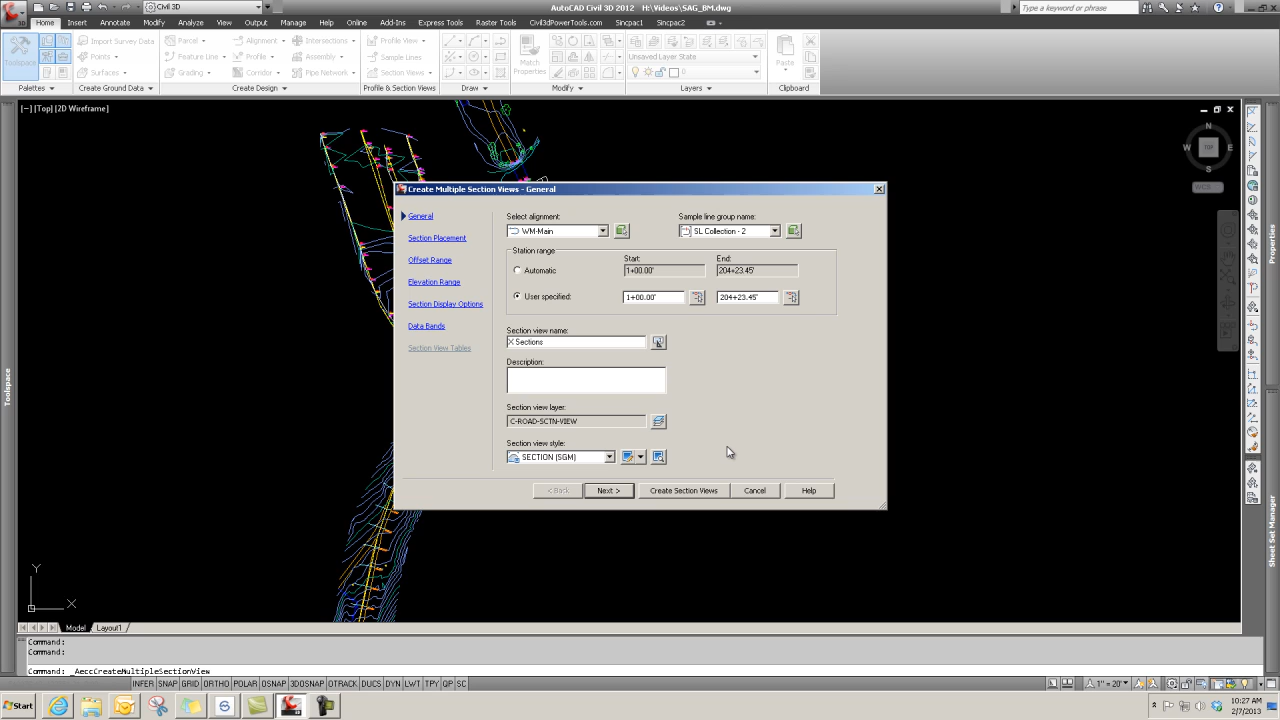 AutoCAD Civil 3D 2012 H:\Videos\SAG_BM.dwg
Civil 3D
Type a keyword or phrase
Home Insert Annotate Modify Analyze View Output Manage Help Online Add-Ins Express Tools Raster Tools Civil3dPowerTools.com Sincpac1 Sincpac2
Toolspace
Import Survey Data
Points
Surfaces
Parcel
Feature Line
Grading
Alignment
Profile
Corridor
Intersections
Assembly
Pipe Network
Profile View
Sample Lines
Section Views
Match
Properties
Unsaved Layer State
0
Paste
Palettes
Create Ground Data
Create Design
Profile & Section Views
Draw
Modify
Layers
Clipboard
[−] [Top] [2D Wireframe]
N
W TOP E
S
WCS
Create Multiple Section Views - General
General
Section Placement
Offset Range
Elevation Range
Section Display Options
Data Bands
Section View Tables
Select alignment:
WM-Main
Sample line group name:
SL Collection - 2
Station range
Start:
End:
Automatic
1+00.00'
204+23.45'
User specified:
1+00.00'
204+23.45'
Section view name:
X Sections
Description:
Section view layer:
C-ROAD-SCTN-VIEW
Section view style:
SECTION (SGM)
< Back
Next >
Create Section Views
Cancel
Help
Toolspace
Sheet Set Manager
Y
X
Model
Layout1
Command:
Command:
Command: _AeccCreateMultipleSectionView
INFER SNAP GRID ORTHO POLAR OSNAP 3DOSNAP OTRACK DUCS DYN LWT TPY QP SC
1" = 20'
Start
10:27 AM
2/7/2013